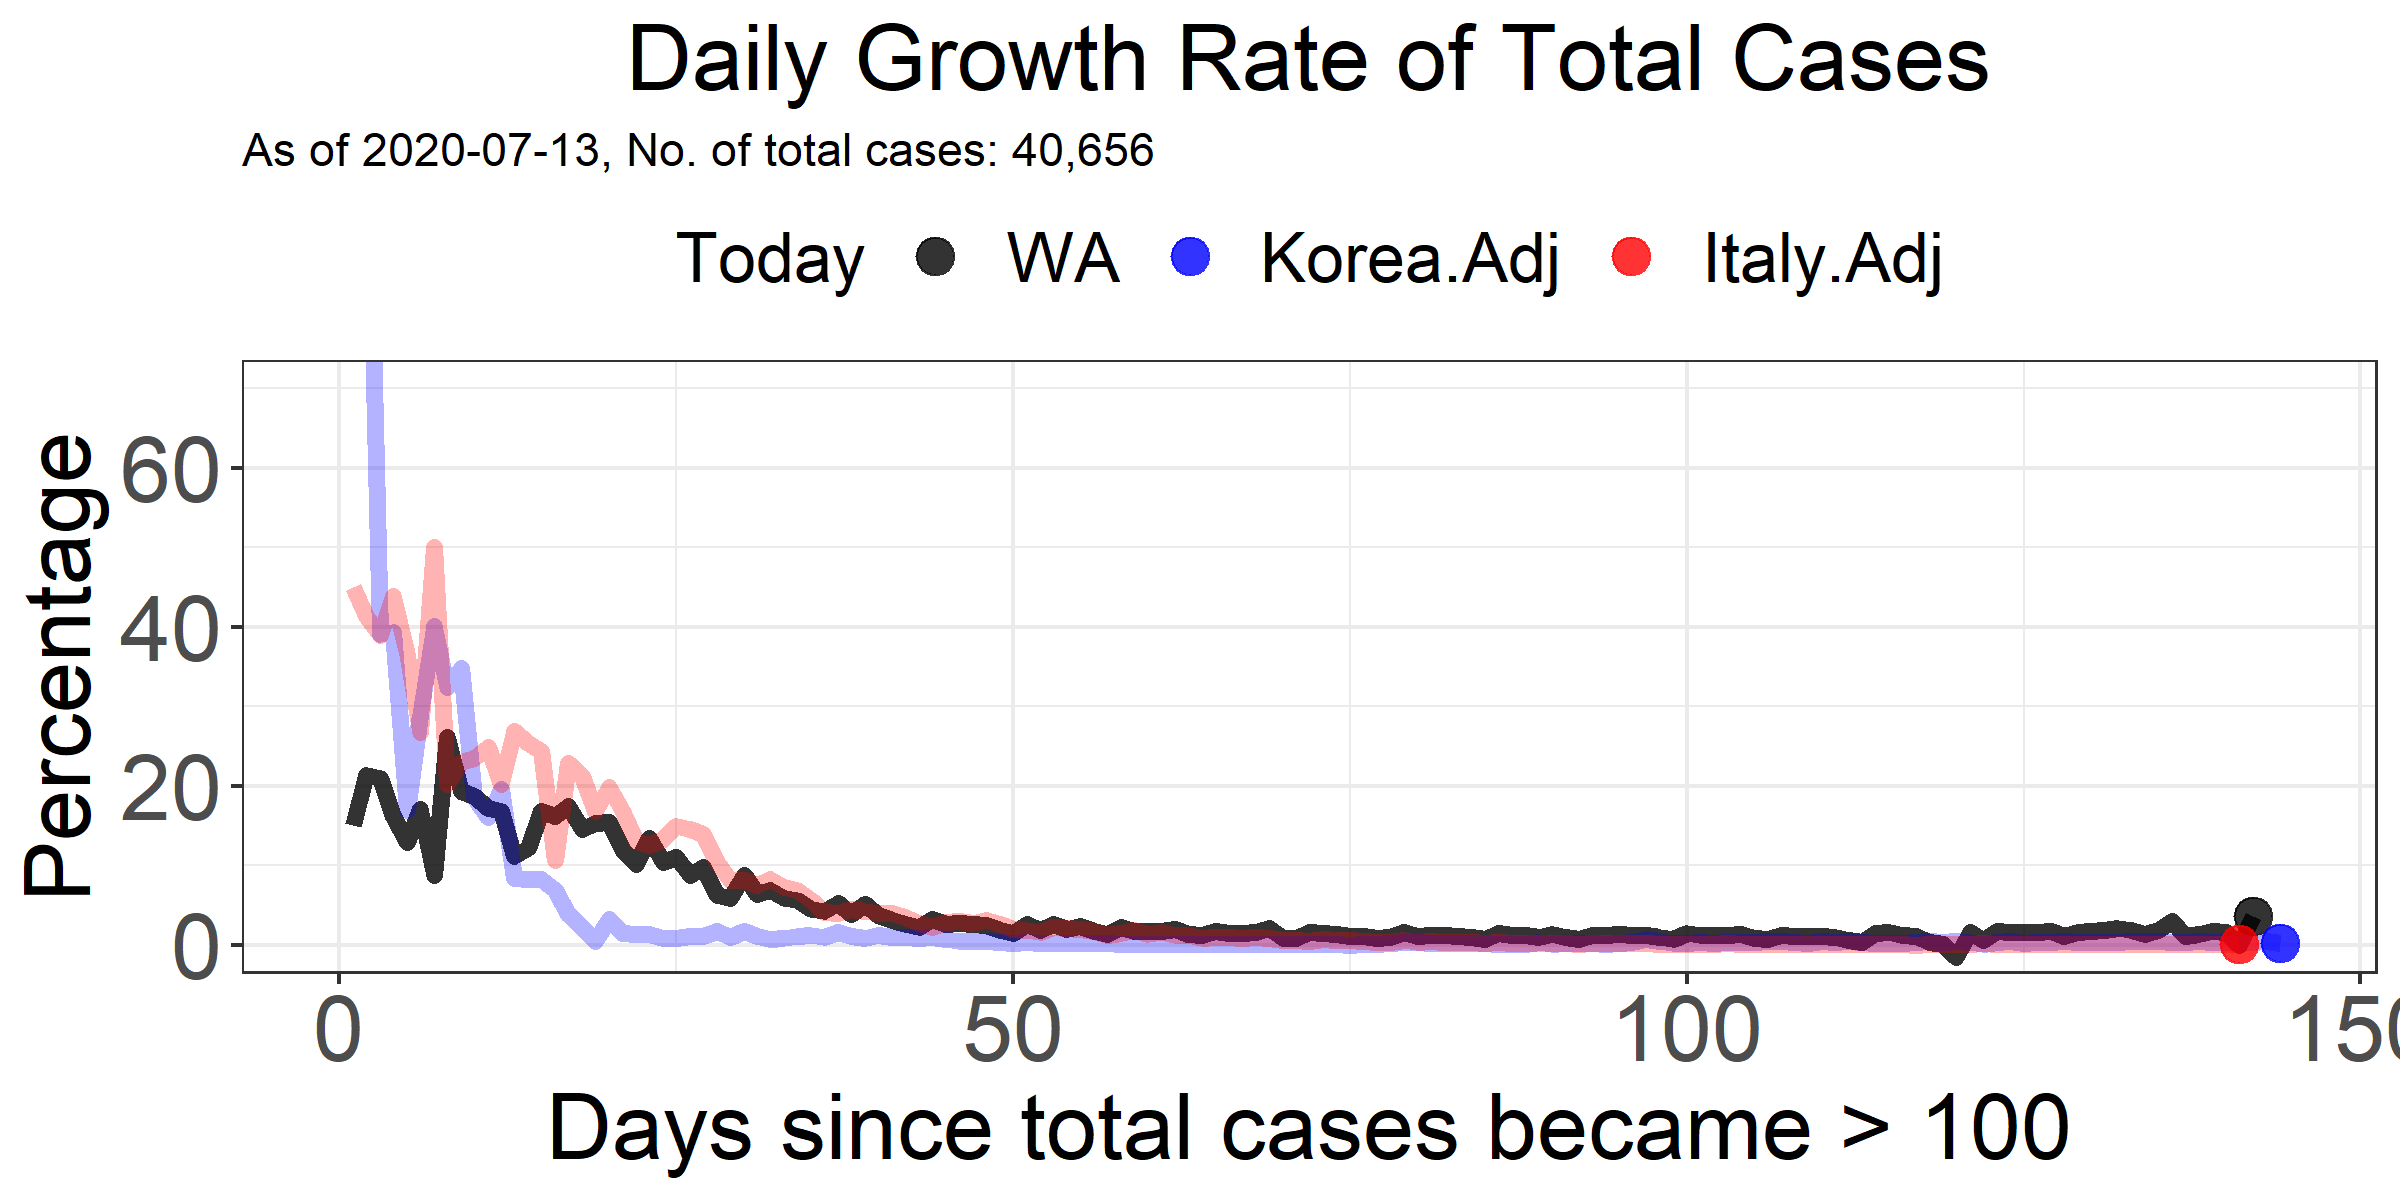 Daily Growth Rate of Total Cases
As of 2020-07-13, No. of total cases: 40,656
Today WA Korea.Adj Italy.Adj
Percentage
60
40
20
0
0 50 100 150
Days since total cases became > 100